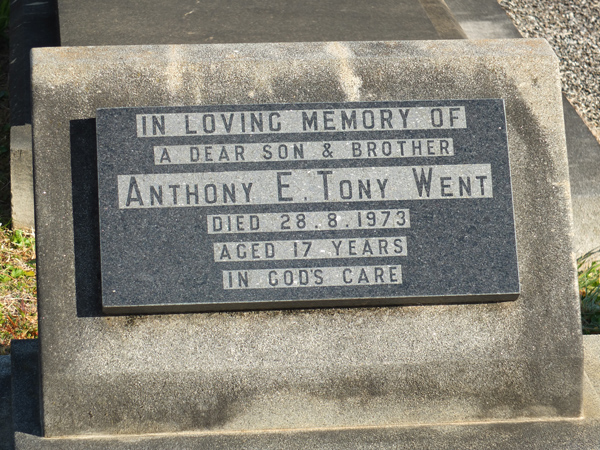 IN LOVING MEMORY OF
A DEAR SON & BROTHER
ANTHONY E. TONY WENT
DIED 28.8.1973
AGED 17 YEARS
IN GOD'S CARE